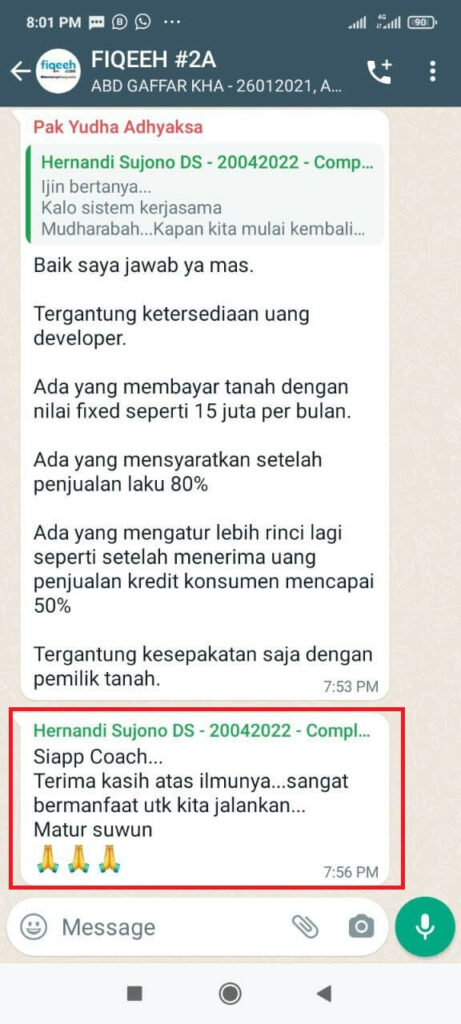 8:01 PM
4G
90
fiqeeh
.com
FIQEEH #2A
ABD GAFFAR KHA - 26012021, A...
Pak Yudha Adhyaksa
Hernandi Sujono DS - 20042022 - Comp...
Ijin bertanya...
Kalo sistem kerjasama
Mudharabah...Kapan kita mulai kembali...
Baik saya jawab ya mas.
Tergantung ketersediaan uang
developer.
Ada yang membayar tanah dengan
nilai fixed seperti 15 juta per bulan.
Ada yang mensyaratkan setelah
penjualan laku 80%
Ada yang mengatur lebih rinci lagi
seperti setelah menerima uang
penjualan kredit konsumen mencapai
50%
Tergantung kesepakatan saja dengan
pemilik tanah.
7:53 PM
Hernandi Sujono DS - 20042022 - Compl...
Siapp Coach...
Terima kasih atas ilmunya...sangat
bermanfaat utk kita jalankan...
Matur suwun
🙏🙏🙏
7:56 PM
Message